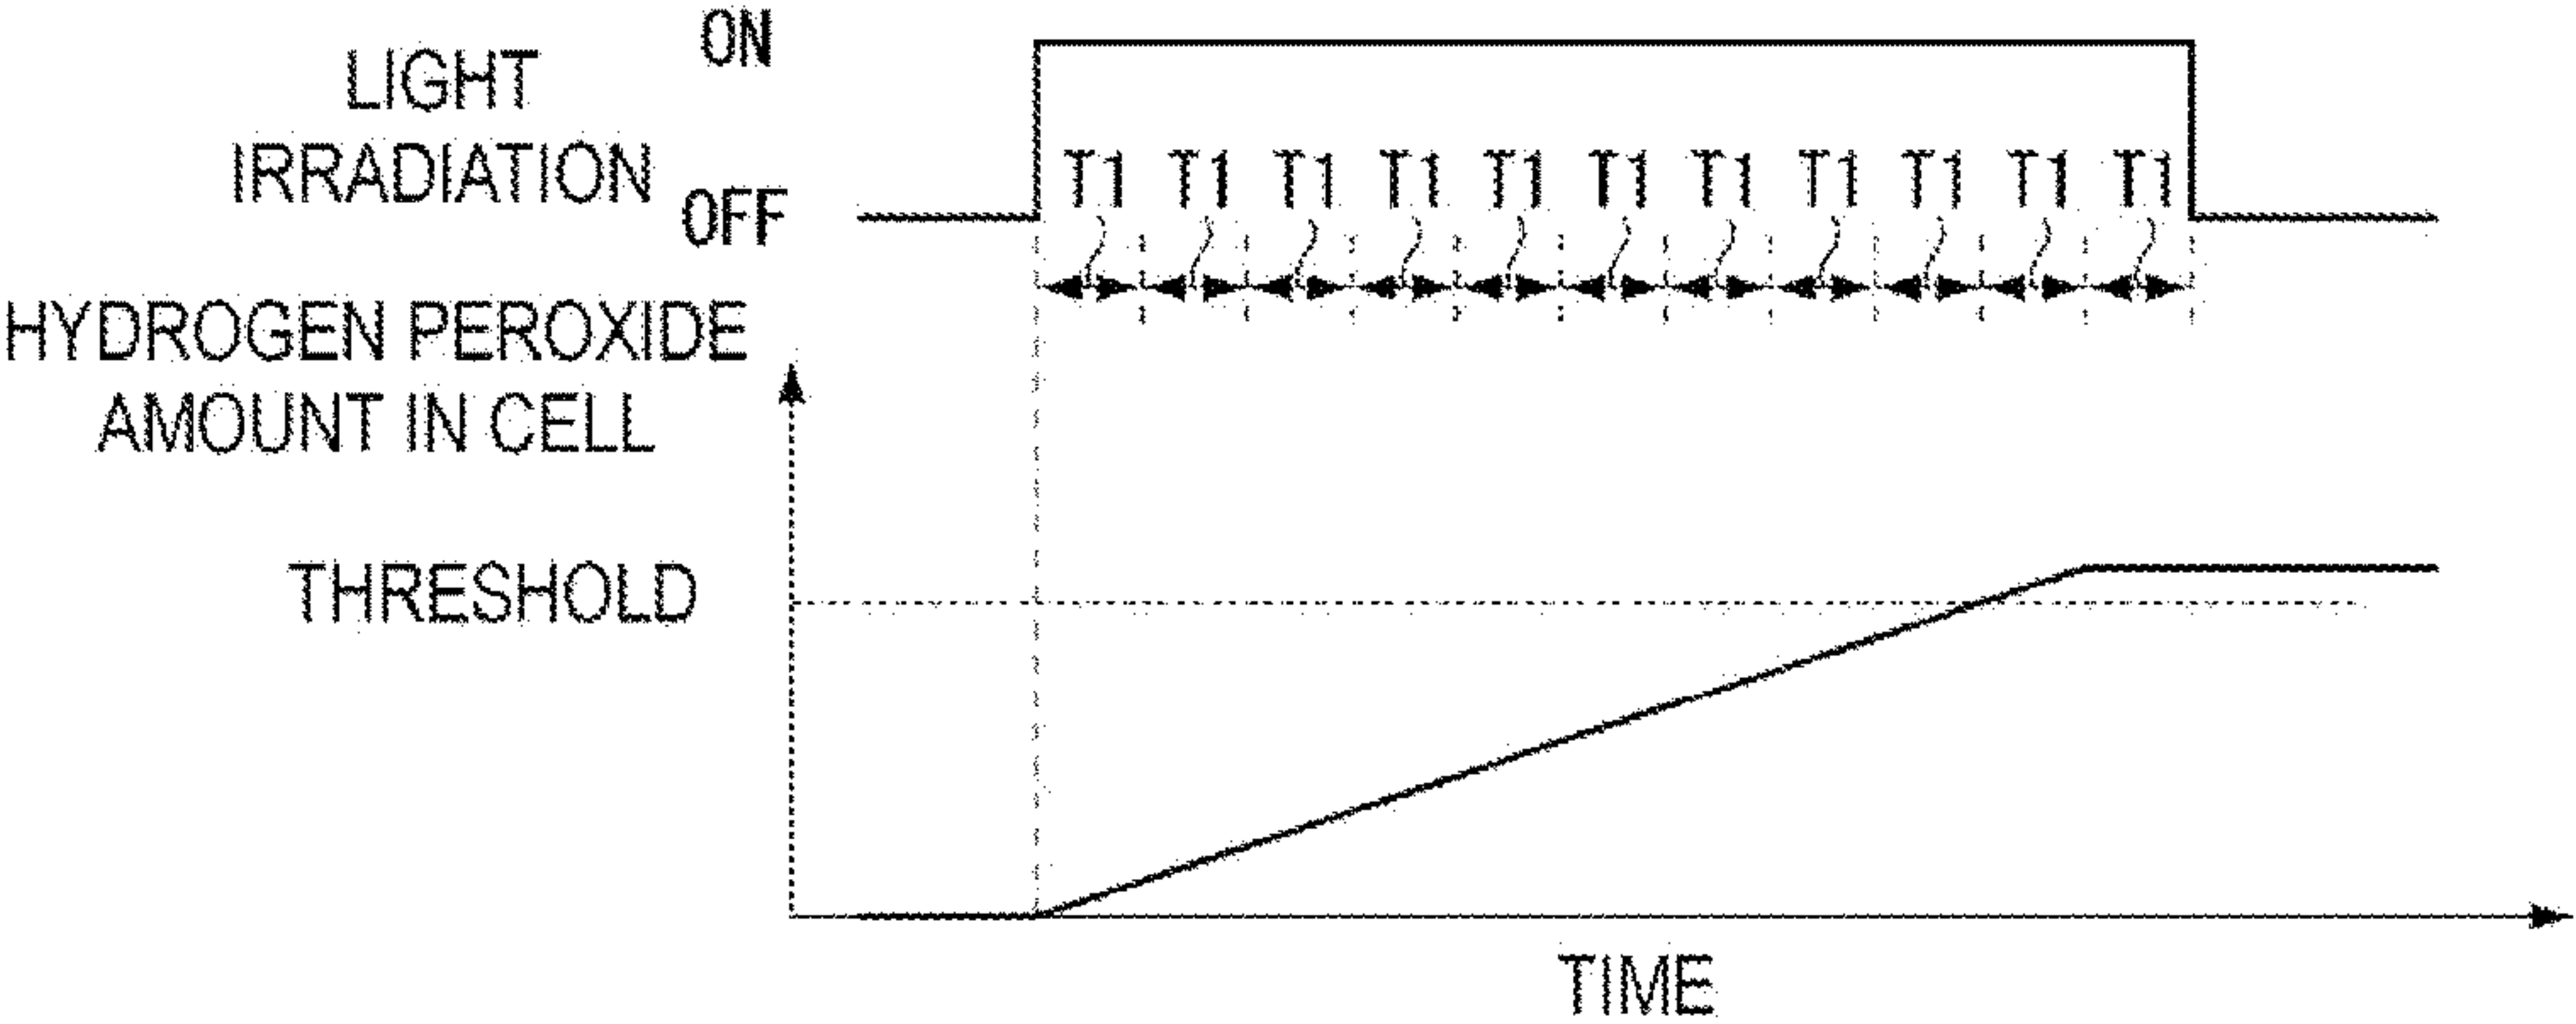 ON
LIGHT
IRRADIATION
OFF
T1 T1 T1 T1 T1 T1 T1 T1 T1 T1 T1
HYDROGEN PEROXIDE
AMOUNT IN CELL
THRESHOLD
TIME